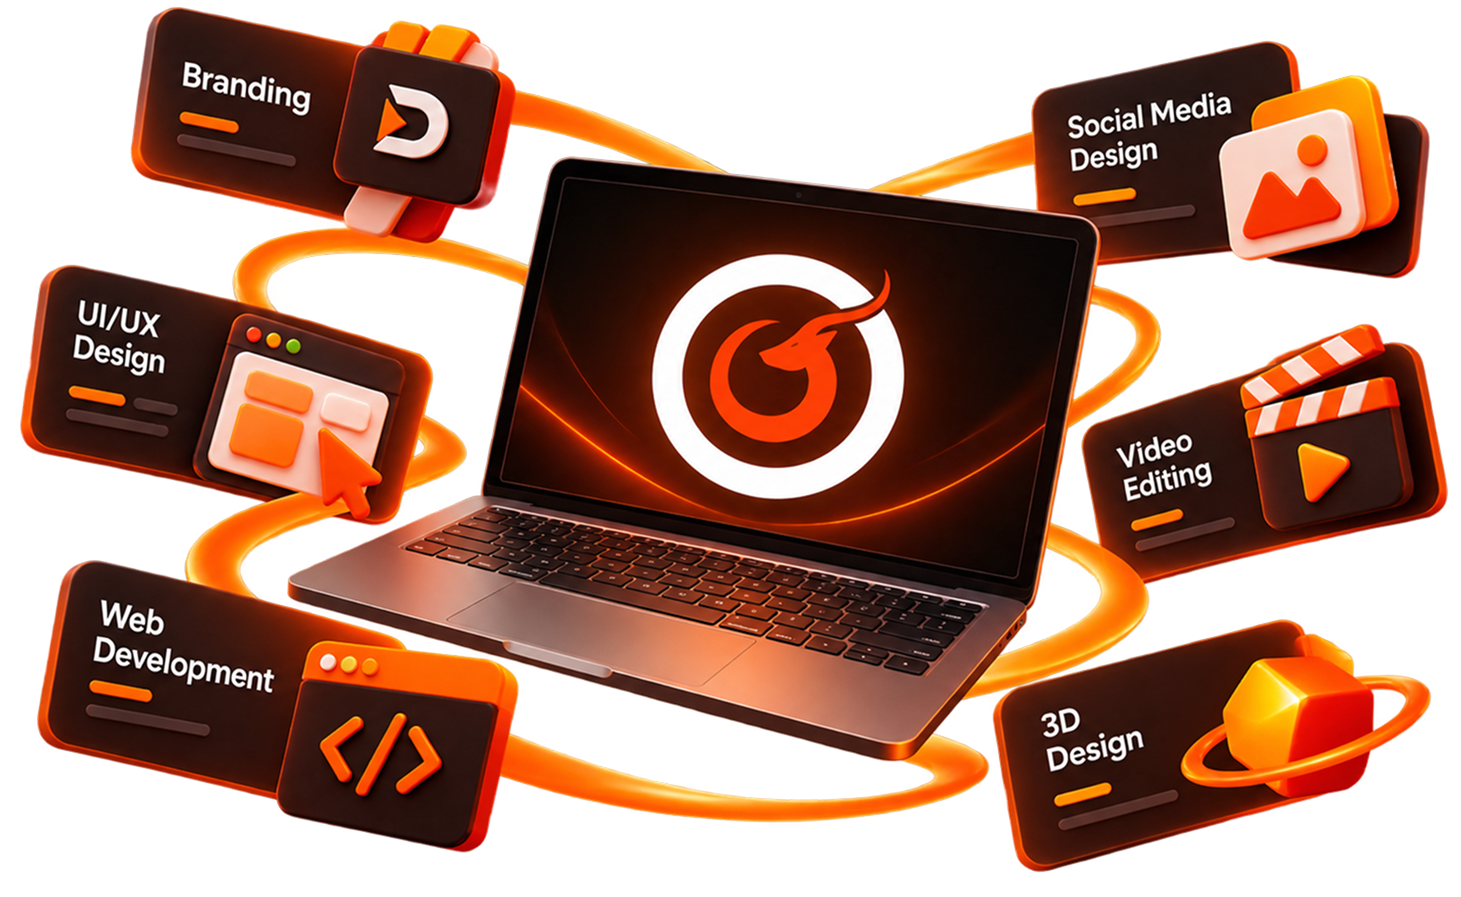 Branding
Social Media
Design
UI/UX
Design
Video
Editing
Web
Development
3D
Design